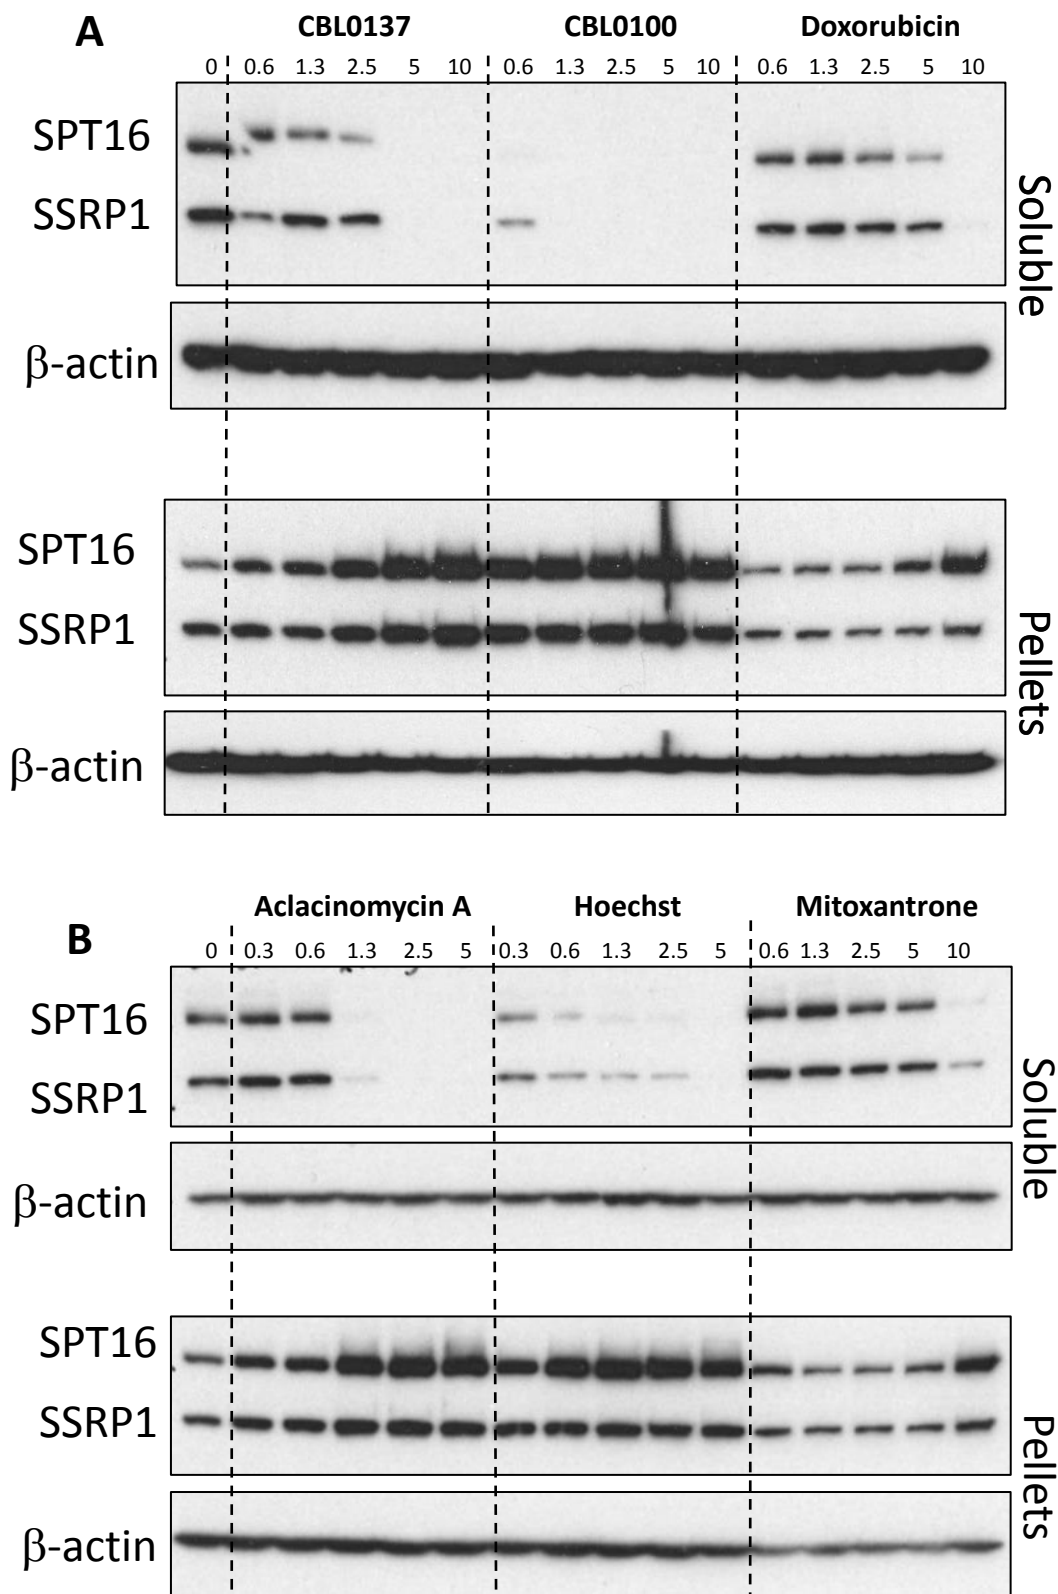 A
CBL0137 CBL0100 Doxorubicin
0 0.6 1.3 2.5 5 10 0.6 1.3 2.5 5 10 0.6 1.3 2.5 5 10
SPT16
SSRP1
Soluble
β-actin
SPT16
SSRP1
Pellets
β-actin
B
Aclacinomycin A Hoechst Mitoxantrone
0 0.3 0.6 1.3 2.5 5 0.3 0.6 1.3 2.5 5 0.6 1.3 2.5 5 10
SPT16
SSRP1
Soluble
β-actin
SPT16
SSRP1
Pellets
β-actin